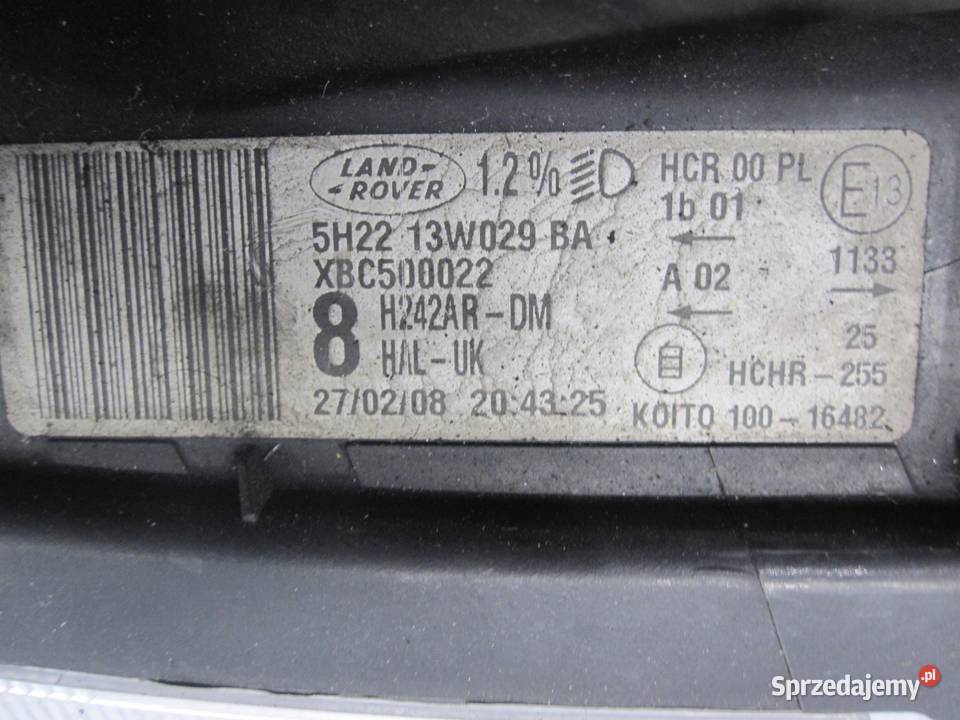 LAND-
ROVER
1.2%
HCR 00 PL
E13
1b 01
5H22 13W029 BA
1133
XBC500022
A 02
8
H242AR-DM
25
HAL-UK
HCHR-255
27/02/08 20:43:25
KOITO 100-16482
Sprzedajemy.pl